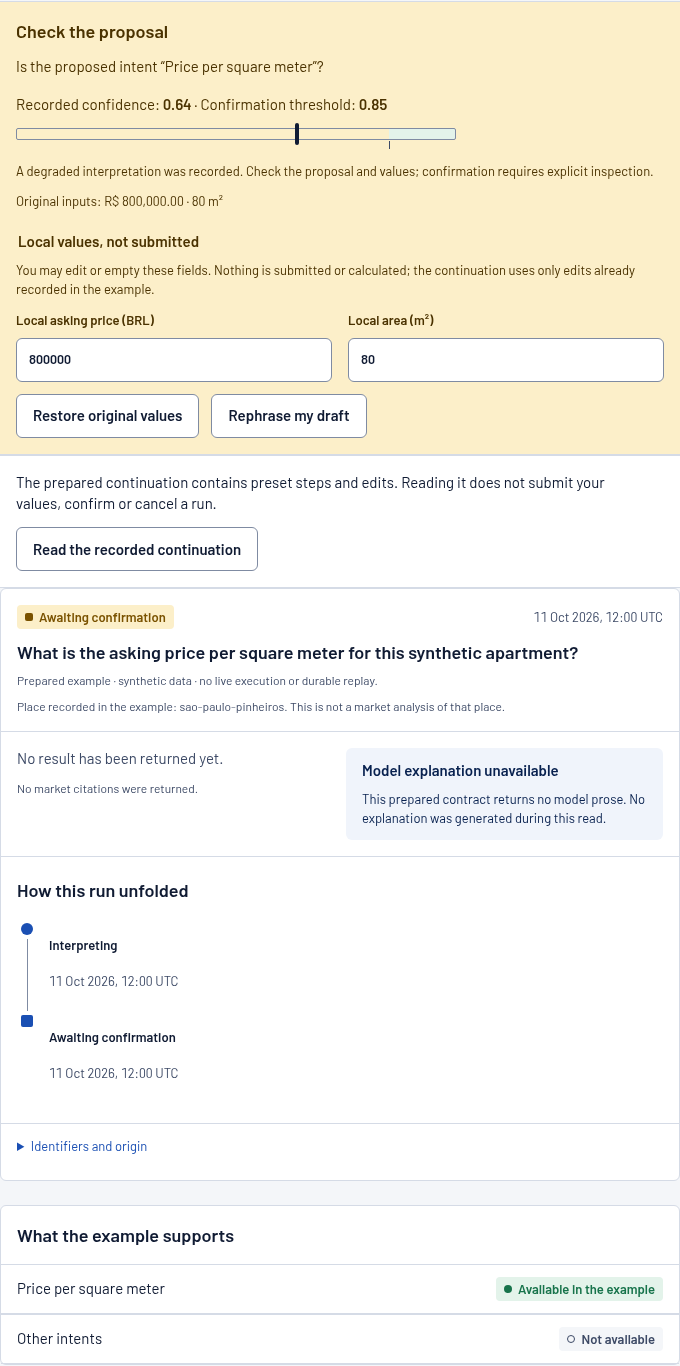 Check the proposal
Is the proposed intent “Price per square meter”?
Recorded confidence: 0.64 · Confirmation threshold: 0.85
A degraded interpretation was recorded. Check the proposal and values; confirmation requires explicit inspection.
Original inputs: R$ 800,000.00 · 80 m²
Local values, not submitted
You may edit or empty these fields. Nothing is submitted or calculated; the continuation uses only edits already
recorded in the example.
Local asking price (BRL)
Local area (m²)
800000
80
Restore original values
Rephrase my draft
The prepared continuation contains preset steps and edits. Reading it does not submit your
values, confirm or cancel a run.
Read the recorded continuation
Awaiting confirmation
11 Oct 2026, 12:00 UTC
What is the asking price per square meter for this synthetic apartment?
Prepared example · synthetic data · no live execution or durable replay.
Place recorded in the example: sao-paulo-pinheiros. This is not a market analysis of that place.
No result has been returned yet.
No market citations were returned.
Model explanation unavailable
This prepared contract returns no model prose. No
explanation was generated during this read.
How this run unfolded
Interpreting
11 Oct 2026, 12:00 UTC
Awaiting confirmation
11 Oct 2026, 12:00 UTC
Identifiers and origin
What the example supports
Price per square meter
Available in the example
Other intents
Not available